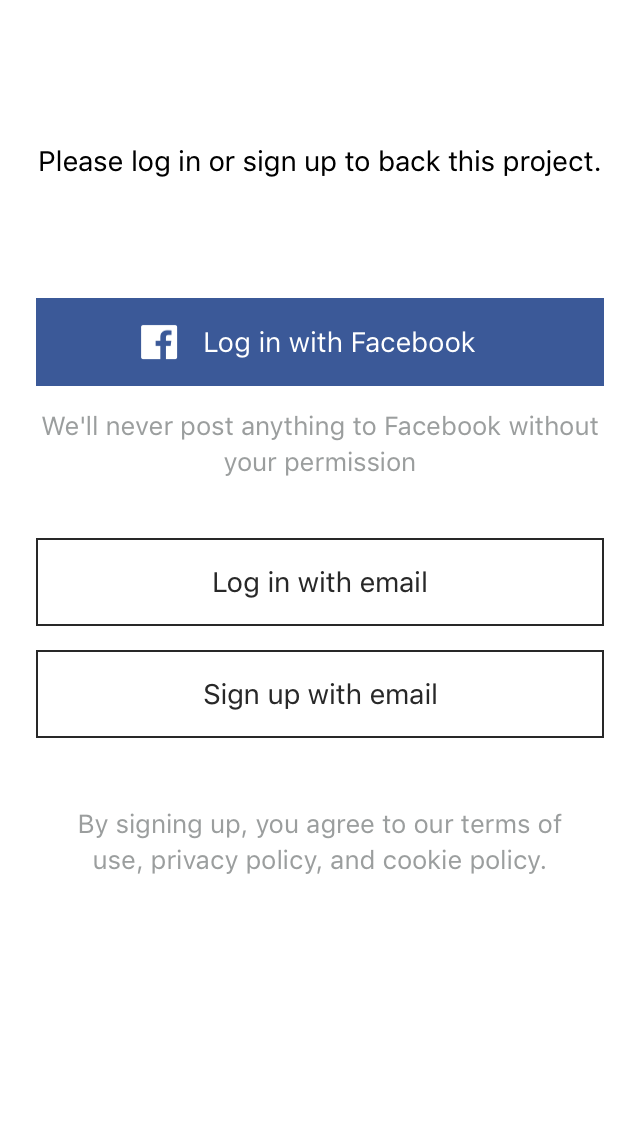 Please log in or sign up to back this project.
Log in with Facebook
We'll never post anything to Facebook without
your permission
Log in with email
Sign up with email
By signing up, you agree to our terms of
use, privacy policy, and cookie policy.